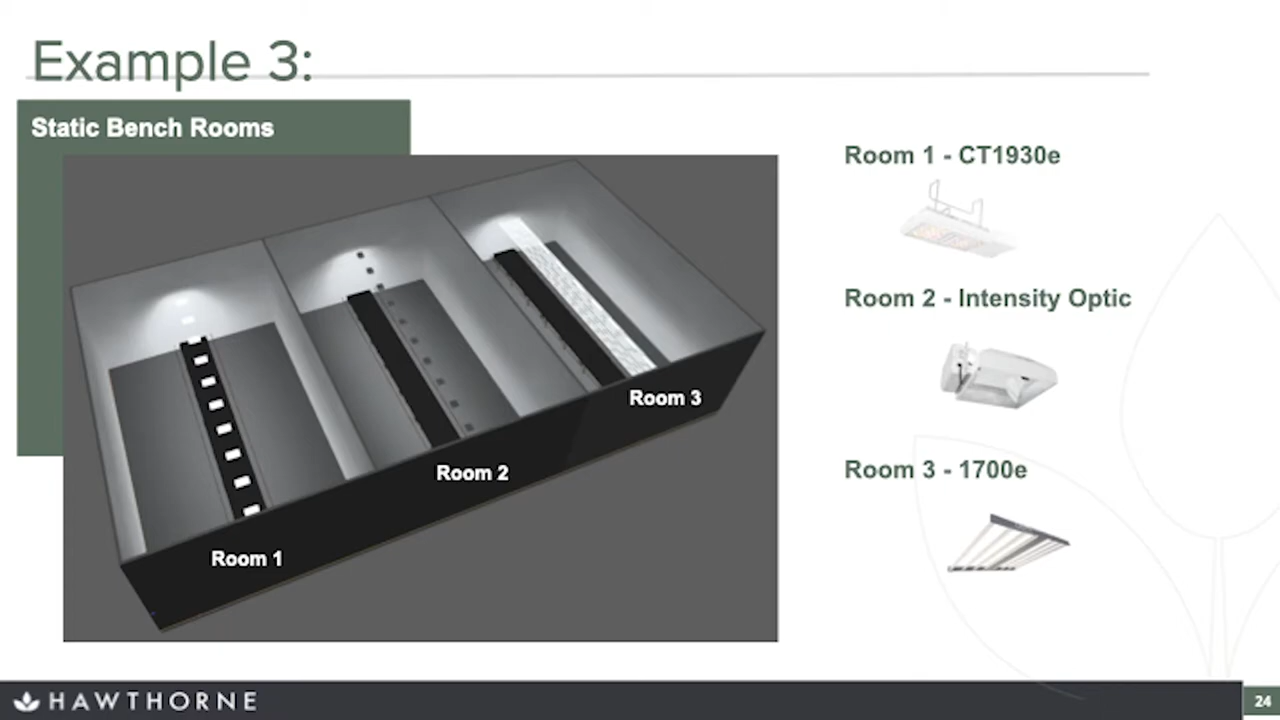 Example 3:
Static Bench Rooms
Room 1
Room 2
Room 3
Room 1 - CT1930e
Room 2 - Intensity Optic
Room 3 - 1700e
HAWTHORNE
24